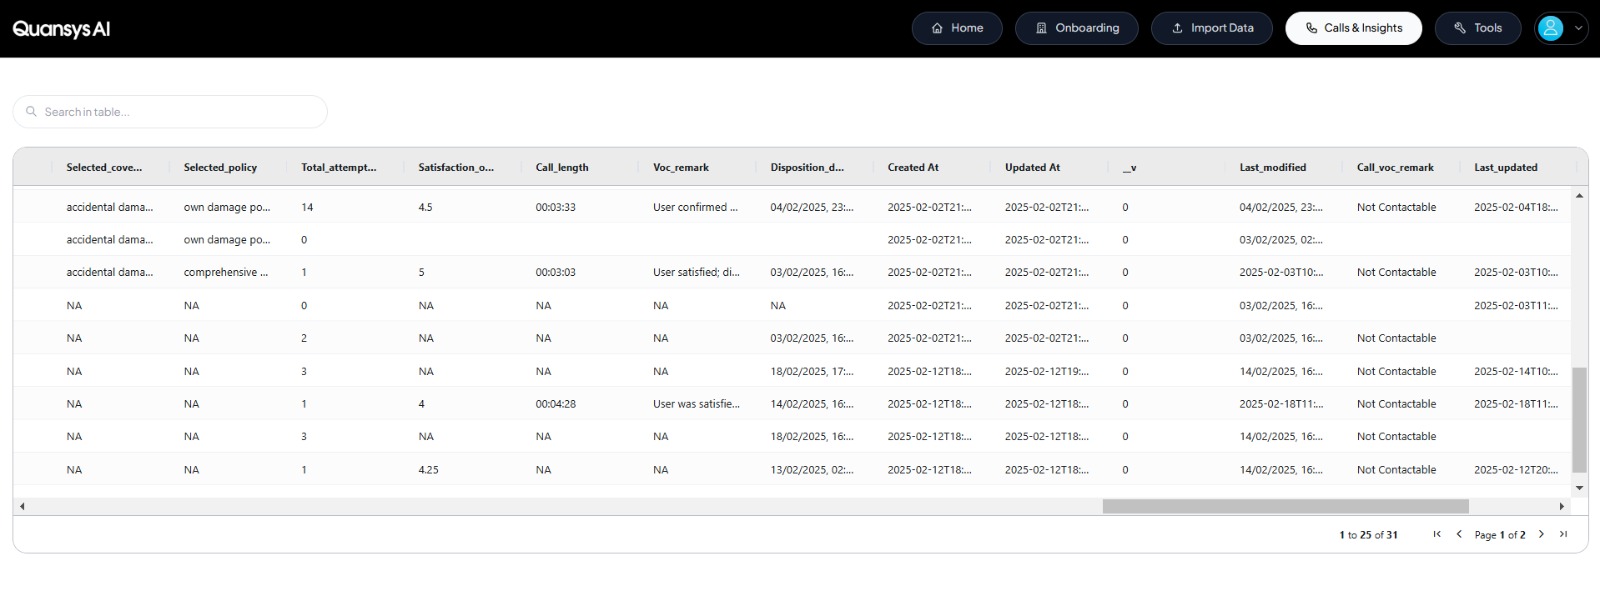 Quansys AI
Home Onboarding Import Data Calls & Insights Tools
Search in table...
Selected_cove... Selected_policy Total_attempt... Satisfaction_o... Call_length Voc_remark Disposition_d... Created At Updated At __v Last_modified Call_voc_remark Last_updated
accidental dama... own damage po... 14 4.5 00:03:33 User confirmed ... 04/02/2025, 23:... 2025-02-02T21:... 2025-02-02T21:... 0 04/02/2025, 23:... Not Contactable 2025-02-04T18:...
accidental dama... own damage po... 0 2025-02-02T21:... 2025-02-02T21:... 0 03/02/2025, 02:...
accidental dama... comprehensive ... 1 5 00:03:03 User satisfied; di... 03/02/2025, 16:... 2025-02-02T21:... 2025-02-02T21:... 0 2025-02-03T10:... Not Contactable 2025-02-03T10:...
NA NA 0 NA NA NA NA 2025-02-02T21:... 2025-02-02T21:... 0 03/02/2025, 16:... 2025-02-03T11:...
NA NA 2 NA NA NA 03/02/2025, 16:... 2025-02-02T21:... 2025-02-02T21:... 0 03/02/2025, 16:... Not Contactable
NA NA 3 NA NA NA 18/02/2025, 17:... 2025-02-12T18:... 2025-02-12T19:... 0 14/02/2025, 16:... Not Contactable 2025-02-14T10:...
NA NA 1 4 00:04:28 User was satisfie... 14/02/2025, 16:... 2025-02-12T18:... 2025-02-12T18:... 0 2025-02-18T11:... Not Contactable 2025-02-18T11:...
NA NA 3 NA NA NA 18/02/2025, 16:... 2025-02-12T18:... 2025-02-12T18:... 0 14/02/2025, 16:... Not Contactable
NA NA 1 4.25 NA NA 13/02/2025, 02:... 2025-02-12T18:... 2025-02-12T18:... 0 14/02/2025, 16:... Not Contactable 2025-02-12T20:...
1 to 25 of 31 Page 1 of 2